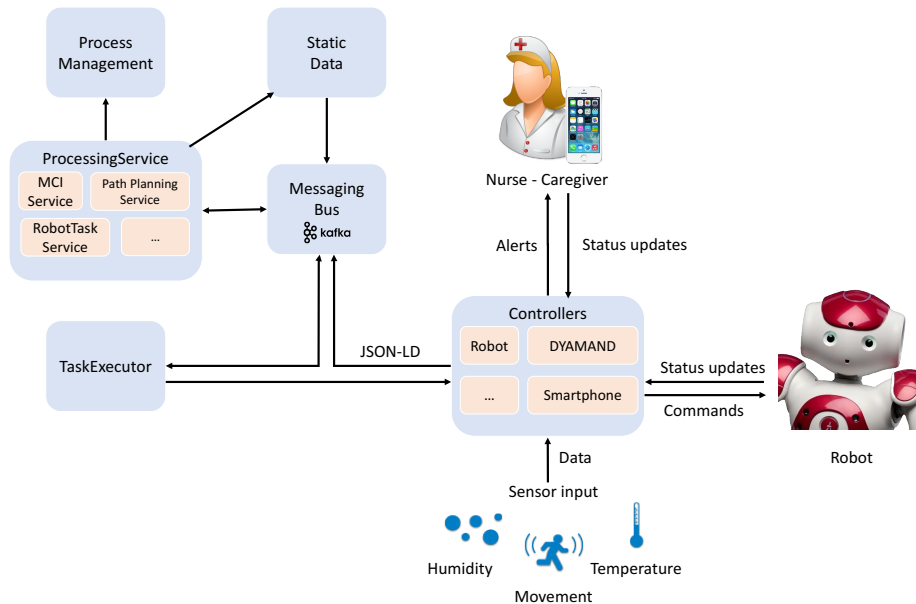 Process
Management
Static
Data
ProcessingService
MCI
Service
Path Planning
Service
RobotTask
Service
...
Messaging
Bus
kafka
Nurse - Caregiver
Alerts
Status updates
TaskExecutor
JSON-LD
Controllers
Robot
DYAMAND
...
Smartphone
Status updates
Commands
Robot
Data
Sensor input
Humidity
Movement
Temperature